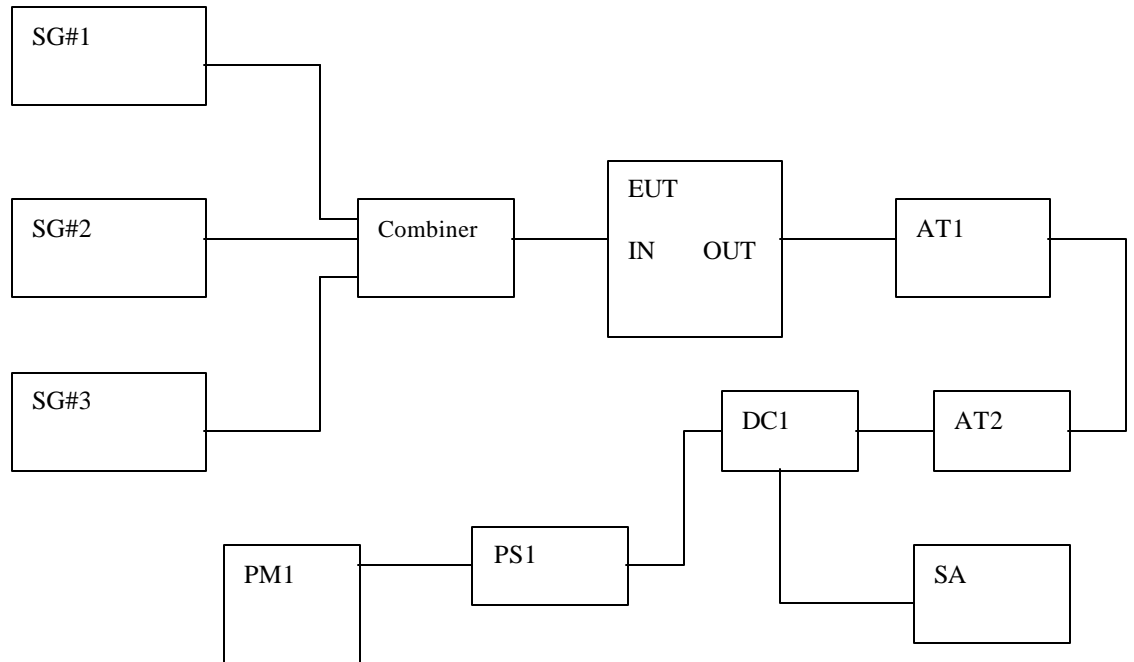 SG#1
SG#2
SG#3
Combiner
EUT
IN OUT
AT1
AT2
DC1
SA
PS1
PM1